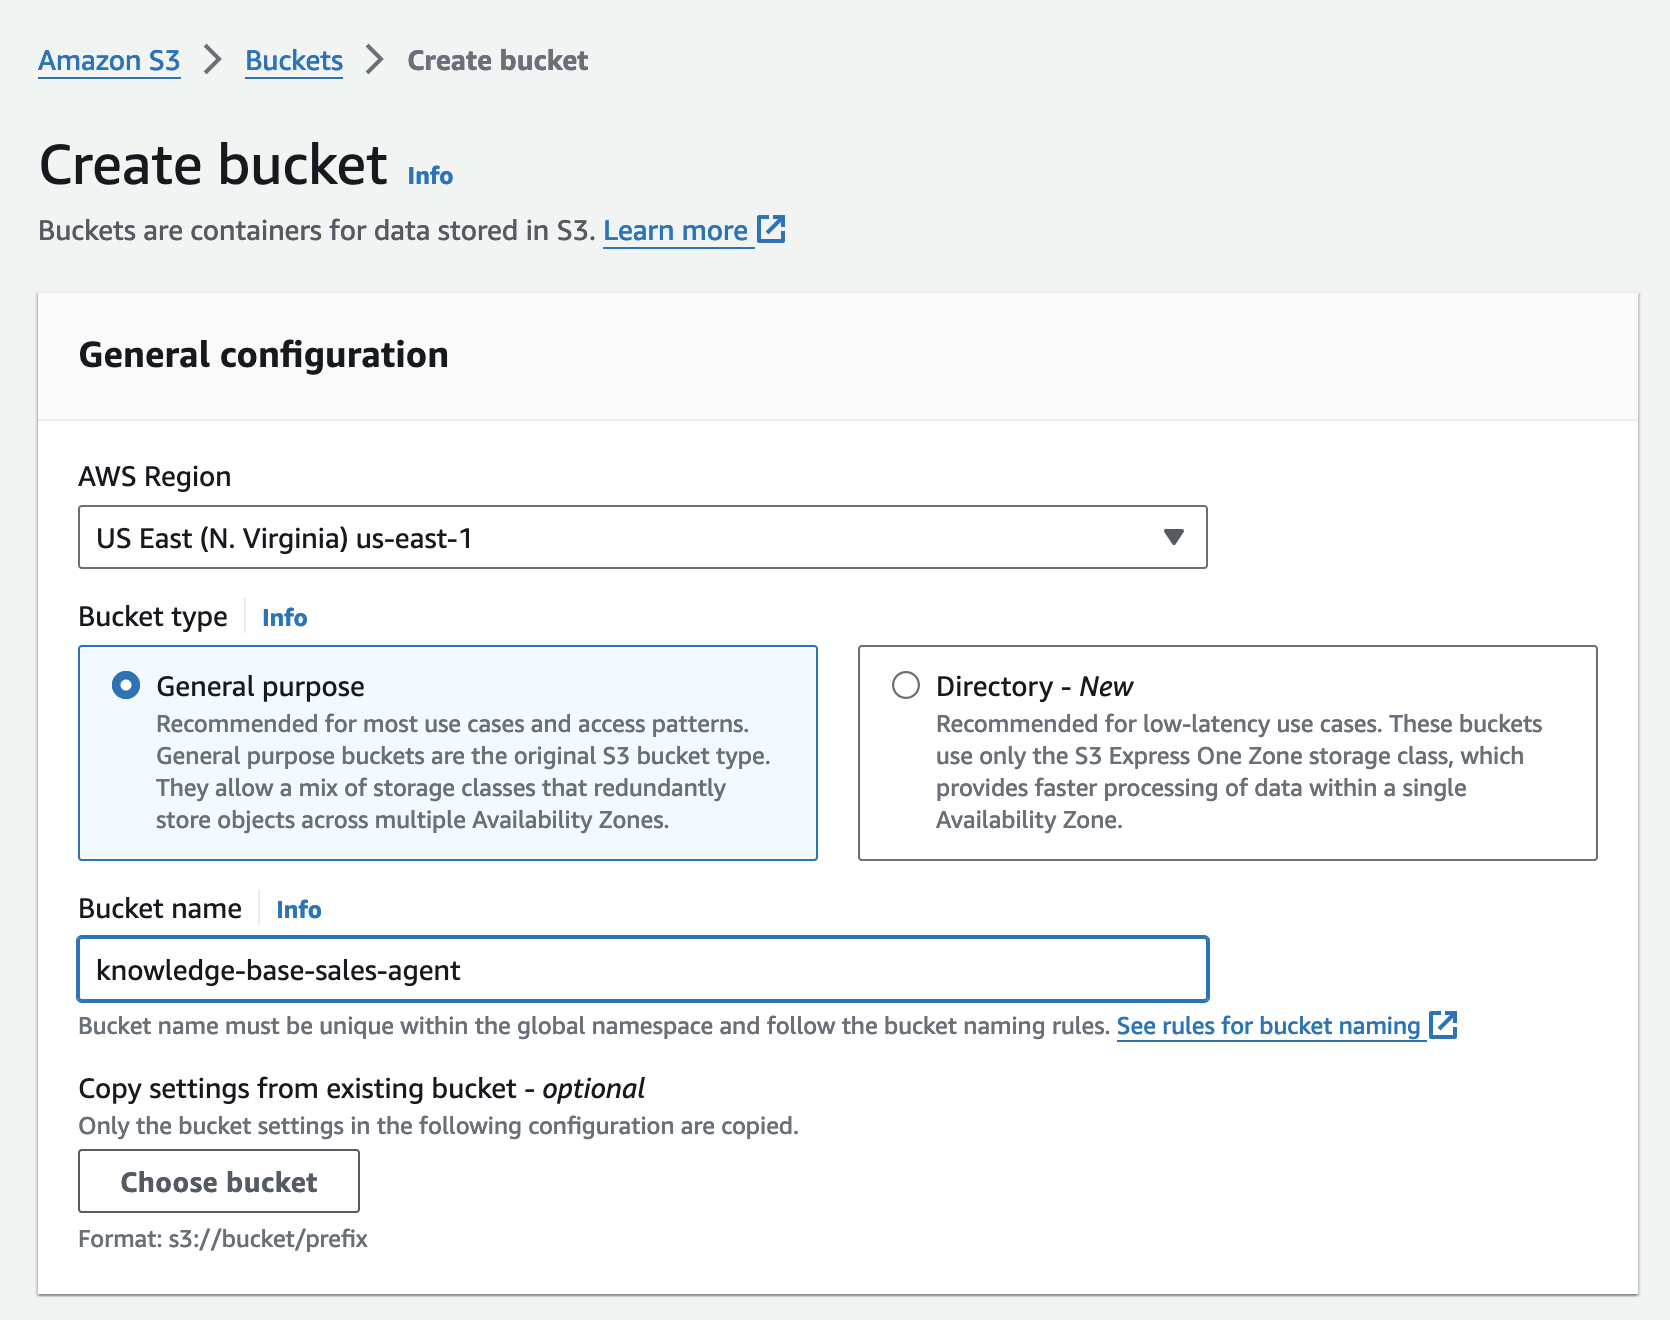 Amazon S3 > Buckets > Create bucket
Create bucket Info
Buckets are containers for data stored in S3. Learn more
General configuration
AWS Region
US East (N. Virginia) us-east-1
Bucket type Info
General purpose
Recommended for most use cases and access patterns.
General purpose buckets are the original S3 bucket type.
They allow a mix of storage classes that redundantly
store objects across multiple Availability Zones.
Directory - New
Recommended for low-latency use cases. These buckets
use only the S3 Express One Zone storage class, which
provides faster processing of data within a single
Availability Zone.
Bucket name Info
knowledge-base-sales-agent
Bucket name must be unique within the global namespace and follow the bucket naming rules. See rules for bucket naming
Copy settings from existing bucket - optional
Only the bucket settings in the following configuration are copied.
Choose bucket
Format: s3://bucket/prefix